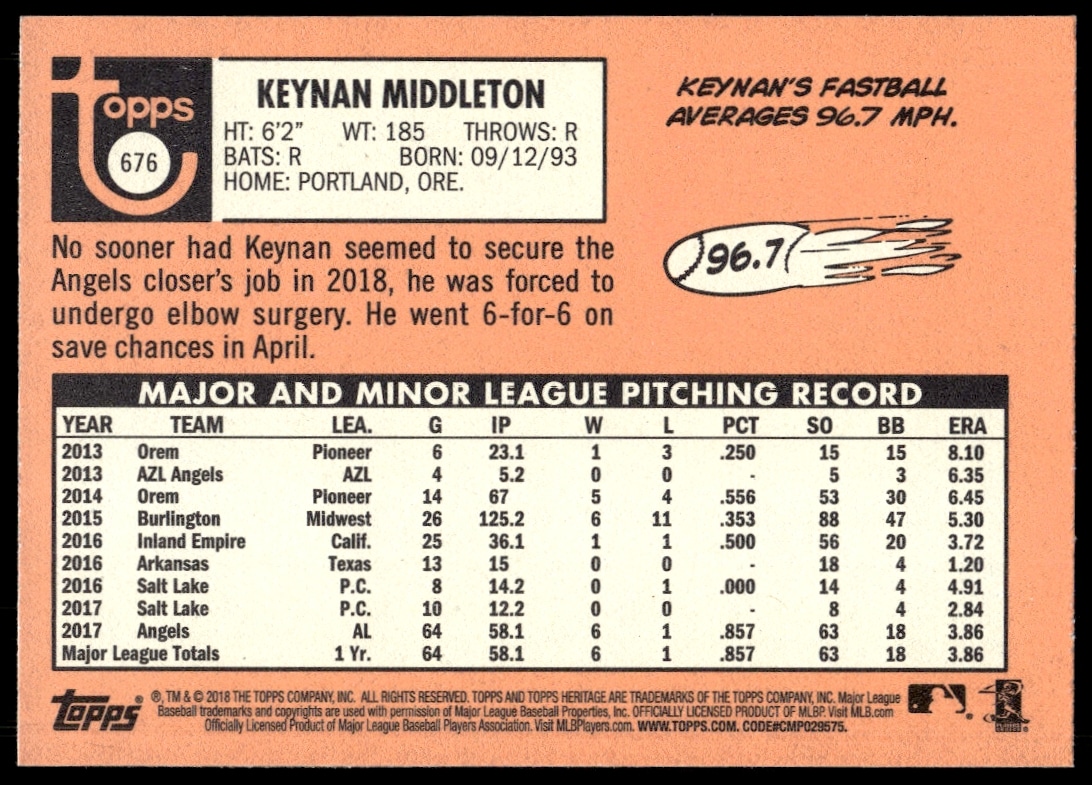 Topps
676
KEYNAN MIDDLETON
HT: 6'2" WT: 185 THROWS: R
BATS: R BORN: 09/12/93
HOME: PORTLAND, ORE.
KEYNAN'S FASTBALL
AVERAGES 96.7 MPH.
96.7
No sooner had Keynan seemed to secure the
Angels closer's job in 2018, he was forced to
undergo elbow surgery. He went 6-for-6 on
save chances in April.
MAJOR AND MINOR LEAGUE PITCHING RECORD
YEAR TEAM LEA. G IP W L PCT SO BB ERA
2013 Orem Pioneer 6 23.1 1 3 .250 15 15 8.10
2013 AZL Angels AZL 4 5.2 0 0 - 5 3 6.35
2014 Orem Pioneer 14 67 5 4 .556 53 30 6.45
2015 Burlington Midwest 26 125.2 6 11 .353 88 47 5.30
2016 Inland Empire Calif. 25 36.1 1 1 .500 56 20 3.72
2016 Arkansas Texas 13 15 0 0 - 18 4 1.20
2016 Salt Lake P.C. 8 14.2 0 1 .000 14 4 4.91
2017 Salt Lake P.C. 10 12.2 0 0 - 8 4 2.84
2017 Angels AL 64 58.1 6 1 .857 63 18 3.86
Major League Totals 1 Yr. 64 58.1 6 1 .857 63 18 3.86
topps ®
®, TM & © 2018 THE TOPPS COMPANY, INC. ALL RIGHTS RESERVED. TOPPS AND TOPPS HERITAGE ARE TRADEMARKS OF THE TOPPS COMPANY, INC. Major League
Baseball trademarks and copyrights are used with permission of Major League Baseball Properties, Inc. OFFICIALLY LICENSED PRODUCT OF MLBP. Visit MLB.com
Officially Licensed Product of Major League Baseball Players Association. Visit MLBPlayers.com. WWW.TOPPS.COM. CODE#CMP029575.